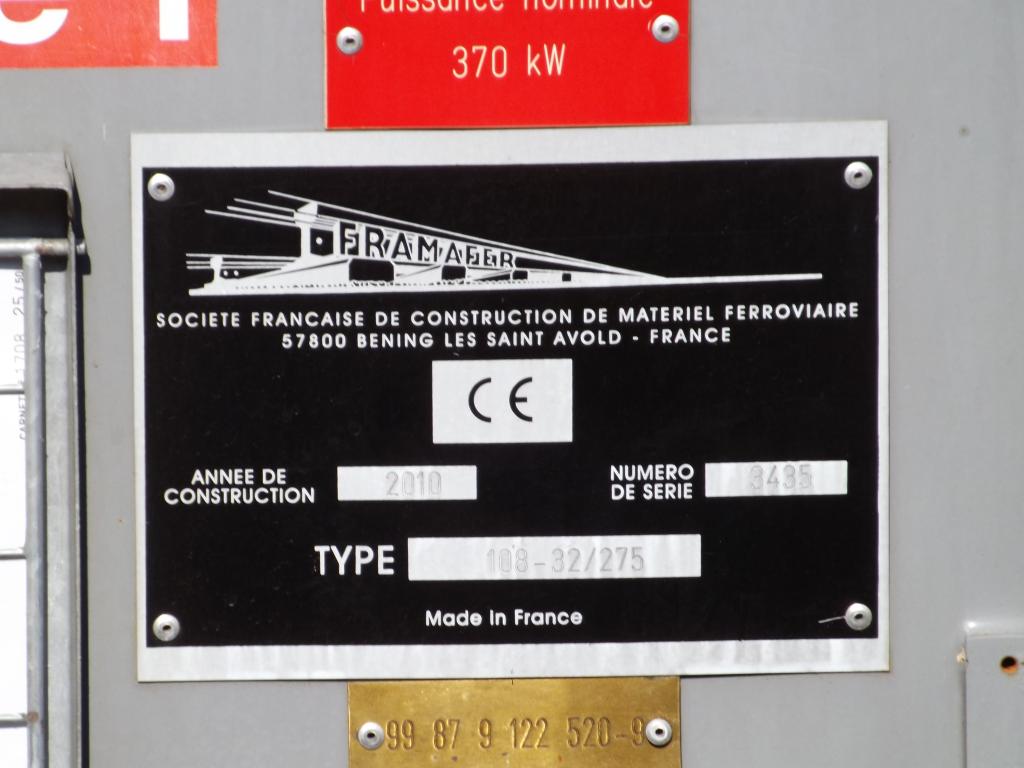 Puissance nominale
370 kW
FRAMAFER
SOCIETE FRANCAISE DE CONSTRUCTION DE MATERIEL FERROVIAIRE
57800 BENING LES SAINT AVOLD - FRANCE
CE
ANNEE DE
CONSTRUCTION
2010
NUMERO
DE SERIE
3435
TYPE
108-32/275
Made in France
99 87 9 122 520-9